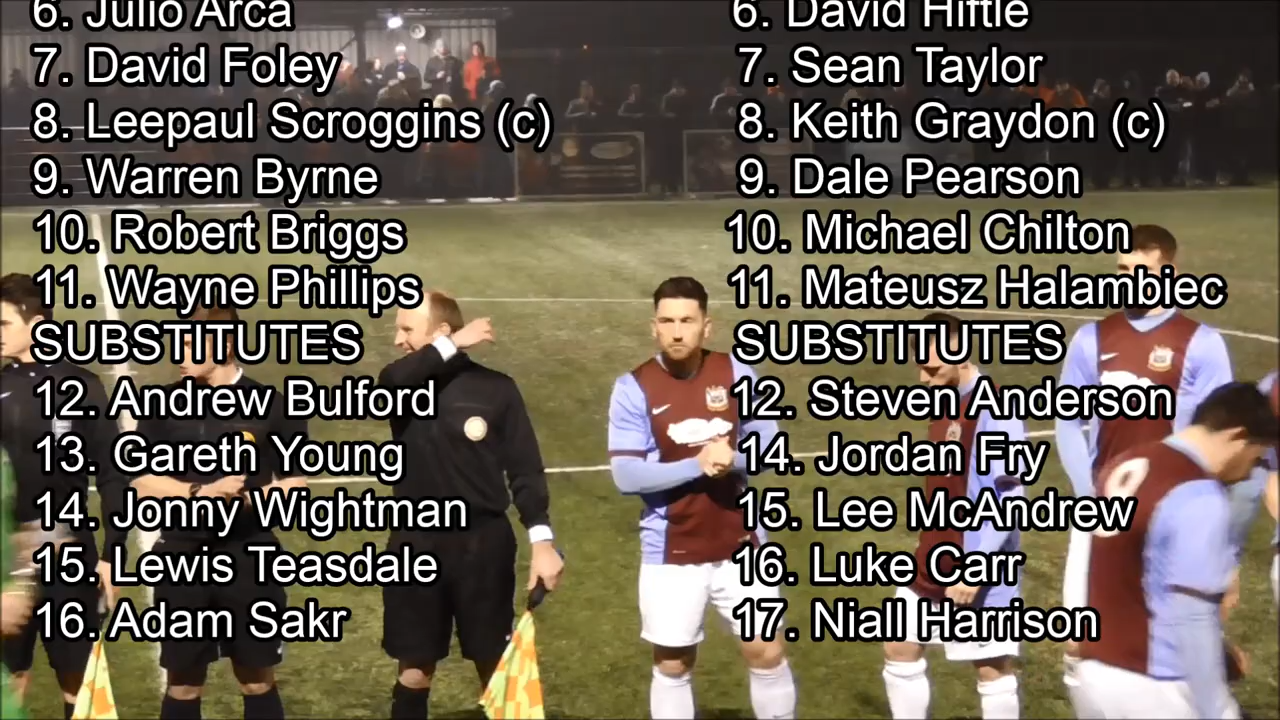 6. Julio Arca
7. David Foley
8. Leepaul Scroggins (c)
9. Warren Byrne
10. Robert Briggs
11. Wayne Phillips
SUBSTITUTES
12. Andrew Bulford
13. Gareth Young
14. Jonny Wightman
15. Lewis Teasdale
16. Adam Sakr
6. David Hiftle
7. Sean Taylor
8. Keith Graydon (c)
9. Dale Pearson
10. Michael Chilton
11. Mateusz Halambiec
SUBSTITUTES
12. Steven Anderson
14. Jordan Fry
15. Lee McAndrew
16. Luke Carr
17. Niall Harrison
9